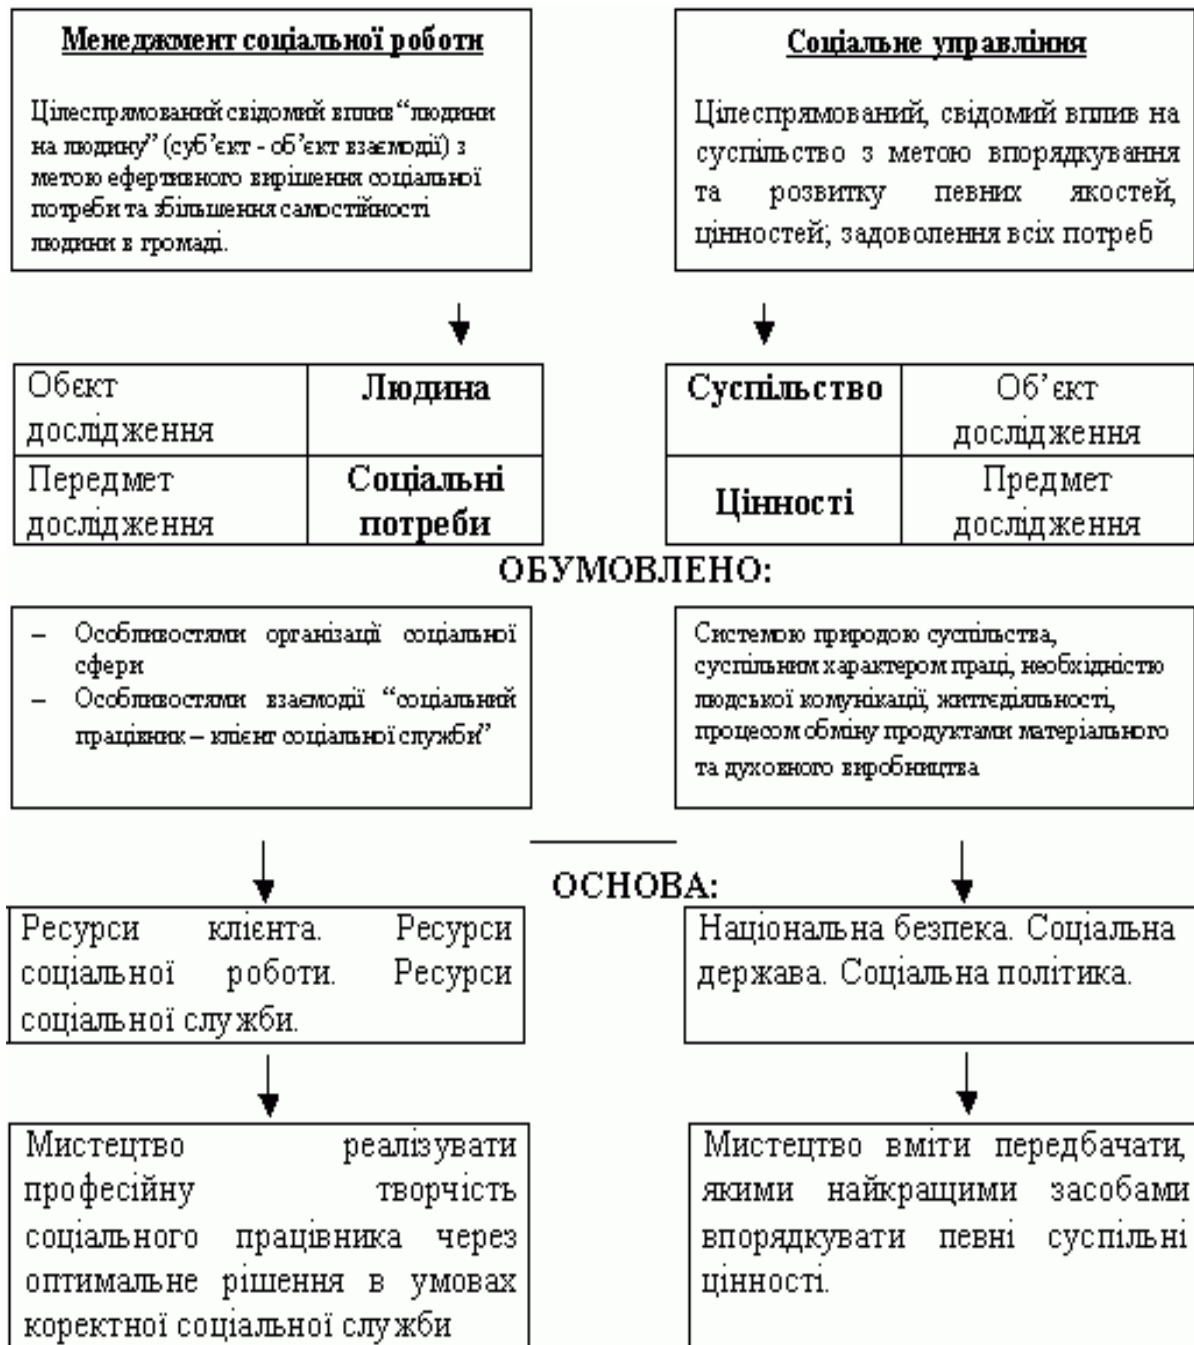 Менеджмент соціальної роботи
Цілеспрямований свідомий вплив “людини
на людину” (суб’єкт - об’єкт взаємодії) з
метою ефертивного вирішення соціальної
потреби та збільшення самостійності
людини в громаді.
Соціальне управління
Цілеспрямований, свідомий вплив на
суспільство з метою впорядкування
та розвитку певних якостей,
цінностей; задоволення всіх потреб
Обєкт
дослідження
Людина
Передмет
дослідження
Соціальні
потреби
Суспільство
Об’єкт
дослідження
Цінності
Предмет
дослідження
ОБУМОВЛЕНО:
– Особливостями організації соціальної
сфери
– Особливостями взаємодії “соціальний
працівник – клієнт соціальної служби”
Системою природою суспільства,
суспільним характером праці, необхідністю
людської комунікації, життєдіяльності,
процесом обміну продуктами матеріального
та духовного виробництва
ОСНОВА:
Ресурси клієнта. Ресурси
соціальної роботи. Ресурси
соціальної служби.
Національна безпека. Соціальна
держава. Соціальна політика.
Мистецтво реалізувати
професійну творчість
соціального працівника через
оптимальне рішення в умовах
коректної соціальної служби
Мистецтво вміти передбачати,
якими найкращими засобами
впорядкувати певні суспільні
цінності.